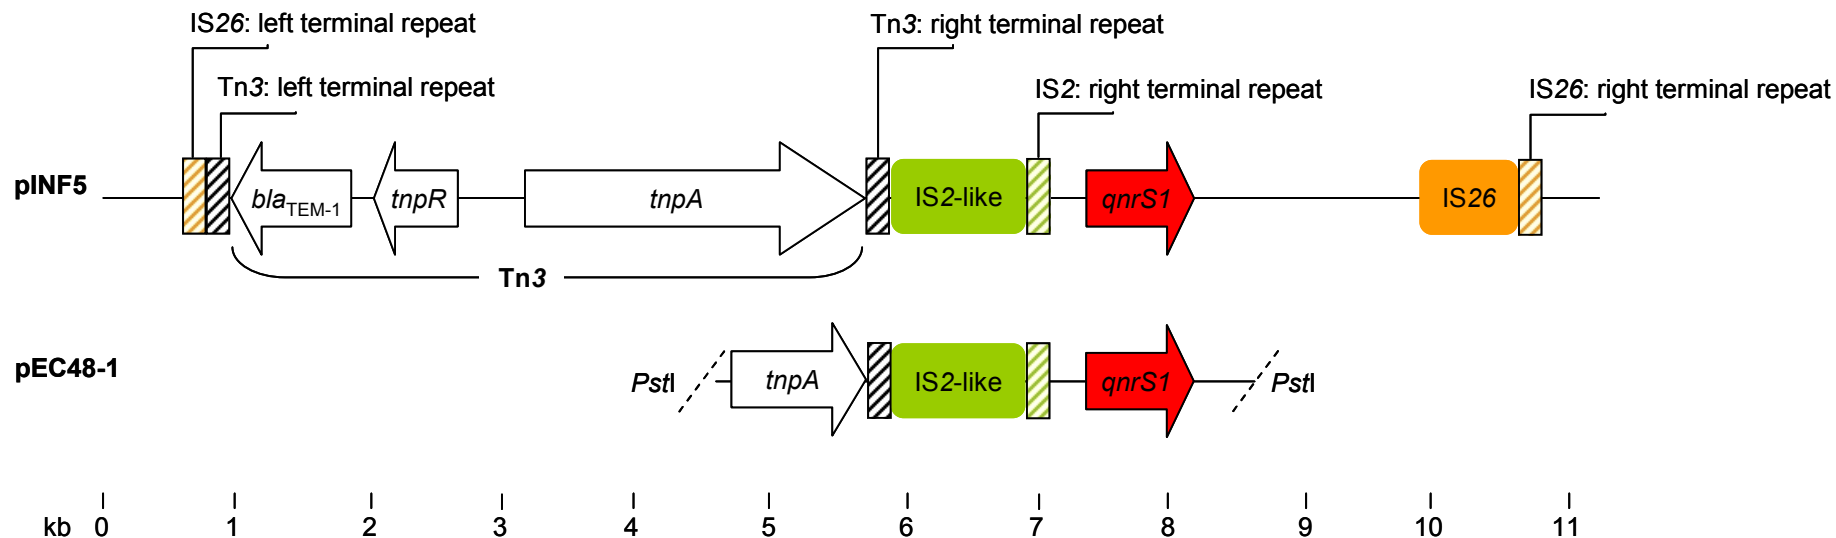 IS26: left terminal repeat
Tn3: right terminal repeat
Tn3: left terminal repeat
IS2: right terminal repeat
IS26: right terminal repeat
pINF5
blaTEM-1
tnpR
tnpA
IS2-like
qnrS1
IS26
Tn3
pEC48-1
PstI
tnpA
IS2-like
qnrS1
PstI
kb 0 1 2 3 4 5 6 7 8 9 10 11